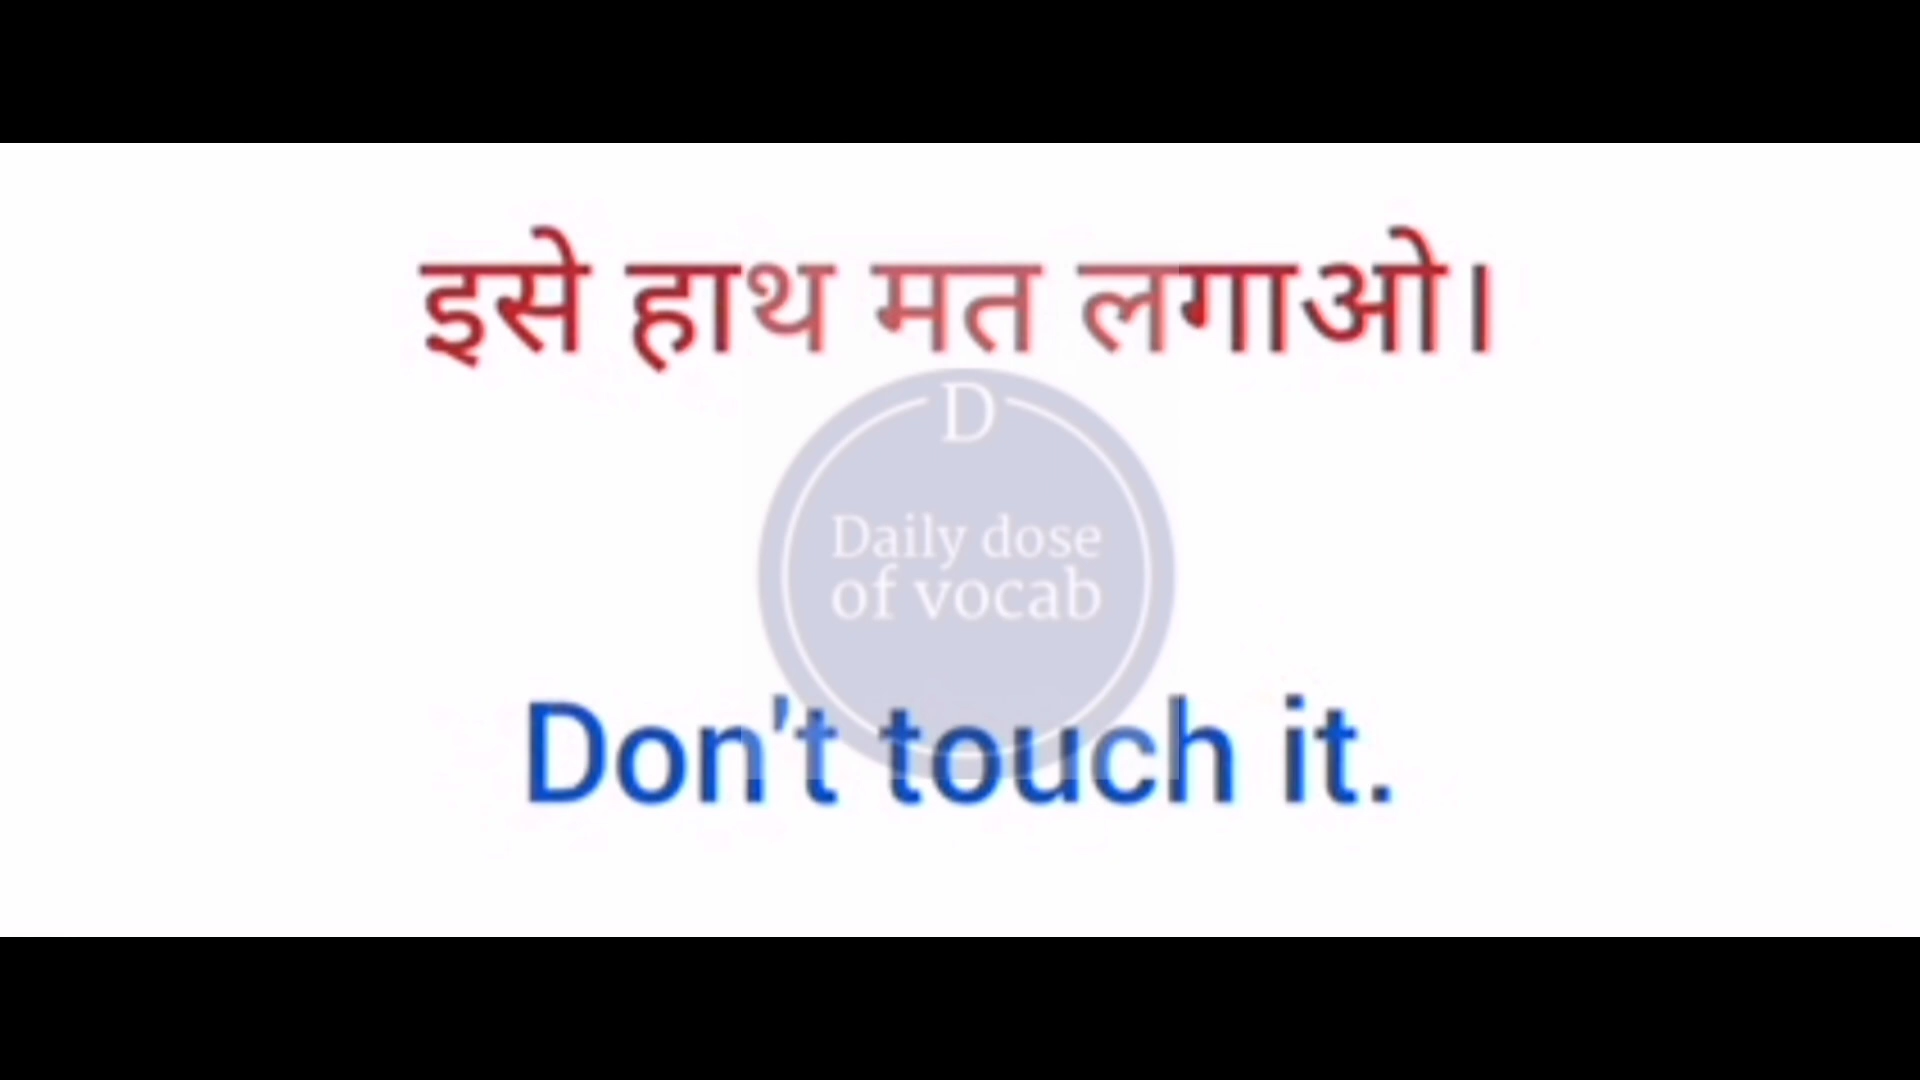 इसे हाथ मत लगाओ।
D
Daily dose
of vocab
Don't touch it.